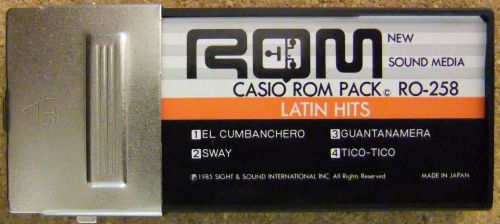 ROM
NEW
SOUND MEDIA
CASIO ROM PACK © RO-258
LATIN HITS
1 EL CUMBANCHERO
3 GUANTANAMERA
2 SWAY
4 TICO-TICO
Ⓟ 1985 SIGHT & SOUND INTERNATIONAL INC All Rights Reserved
MADE IN JAPAN